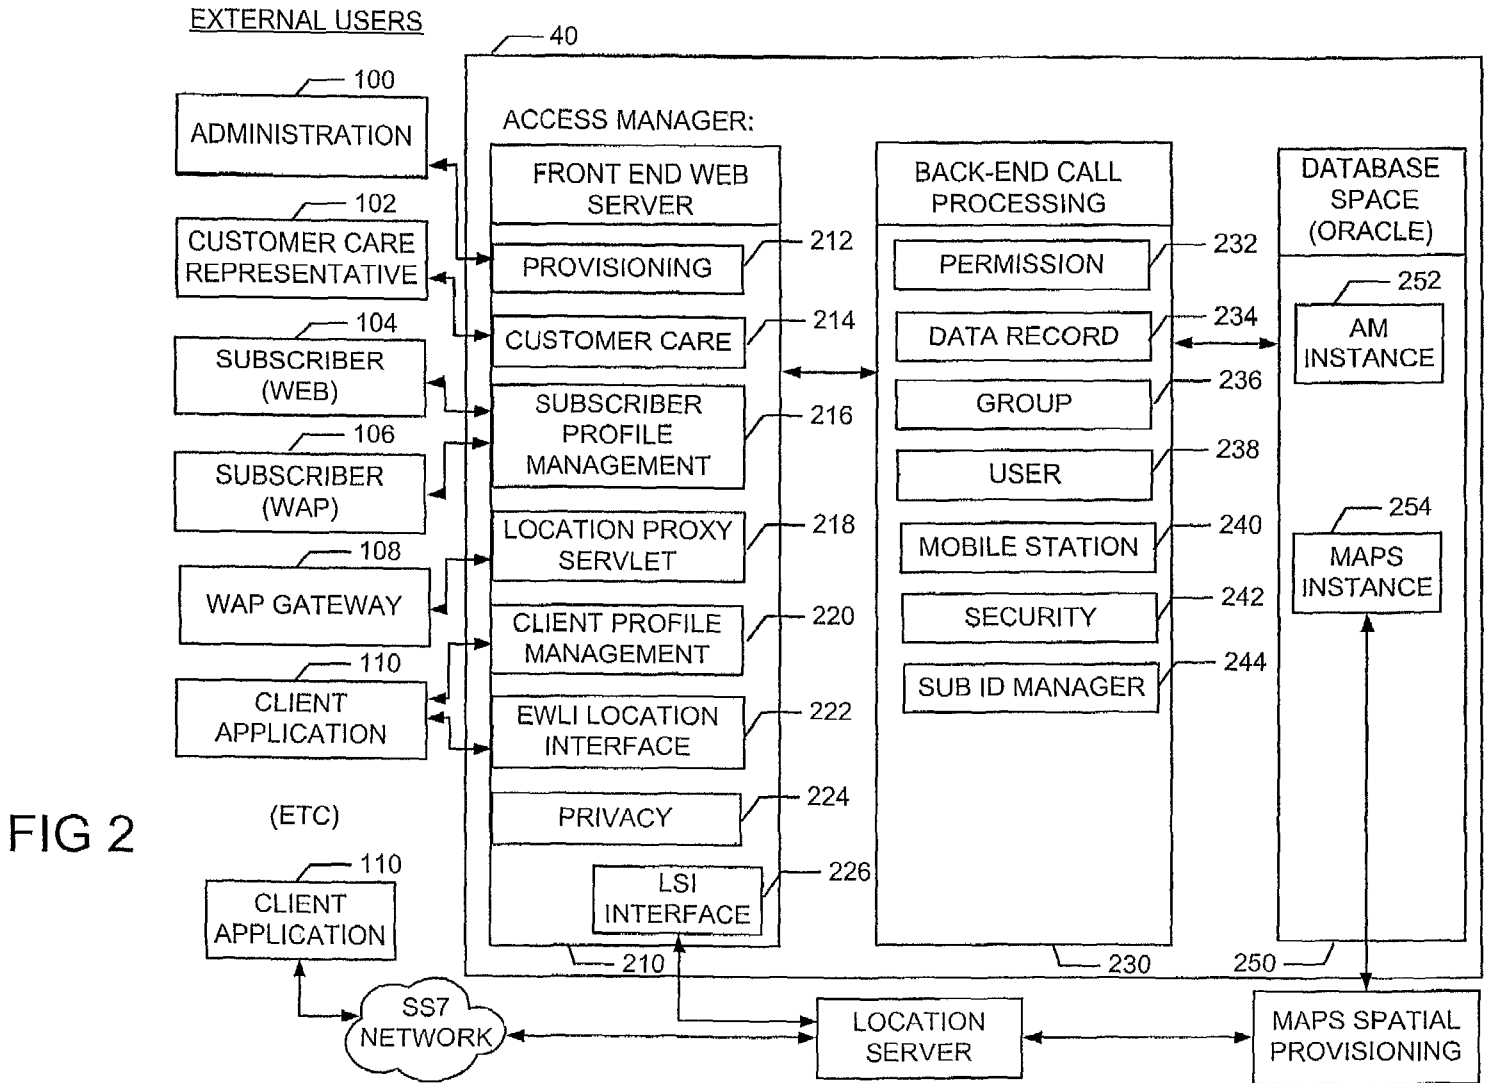 EXTERNAL USERS
40
100
ADMINISTRATION
102
CUSTOMER CARE
REPRESENTATIVE
104
SUBSCRIBER
(WEB)
106
SUBSCRIBER
(WAP)
108
WAP GATEWAY
110
CLIENT
APPLICATION
(ETC)
110
CLIENT
APPLICATION
FIG 2
ACCESS MANAGER:
FRONT END WEB
SERVER
PROVISIONING
212
CUSTOMER CARE
214
SUBSCRIBER
PROFILE
MANAGEMENT
216
LOCATION PROXY
SERVLET
218
CLIENT PROFILE
MANAGEMENT
220
EWLI LOCATION
INTERFACE
222
PRIVACY
224
LSI
INTERFACE
226
210
BACK-END CALL
PROCESSING
PERMISSION
232
DATA RECORD
234
GROUP
236
USER
238
MOBILE STATION
240
SECURITY
242
SUB ID MANAGER
244
230
DATABASE
SPACE
(ORACLE)
252
AM
INSTANCE
254
MAPS
INSTANCE
250
SS7
NETWORK
LOCATION
SERVER
MAPS SPATIAL
PROVISIONING